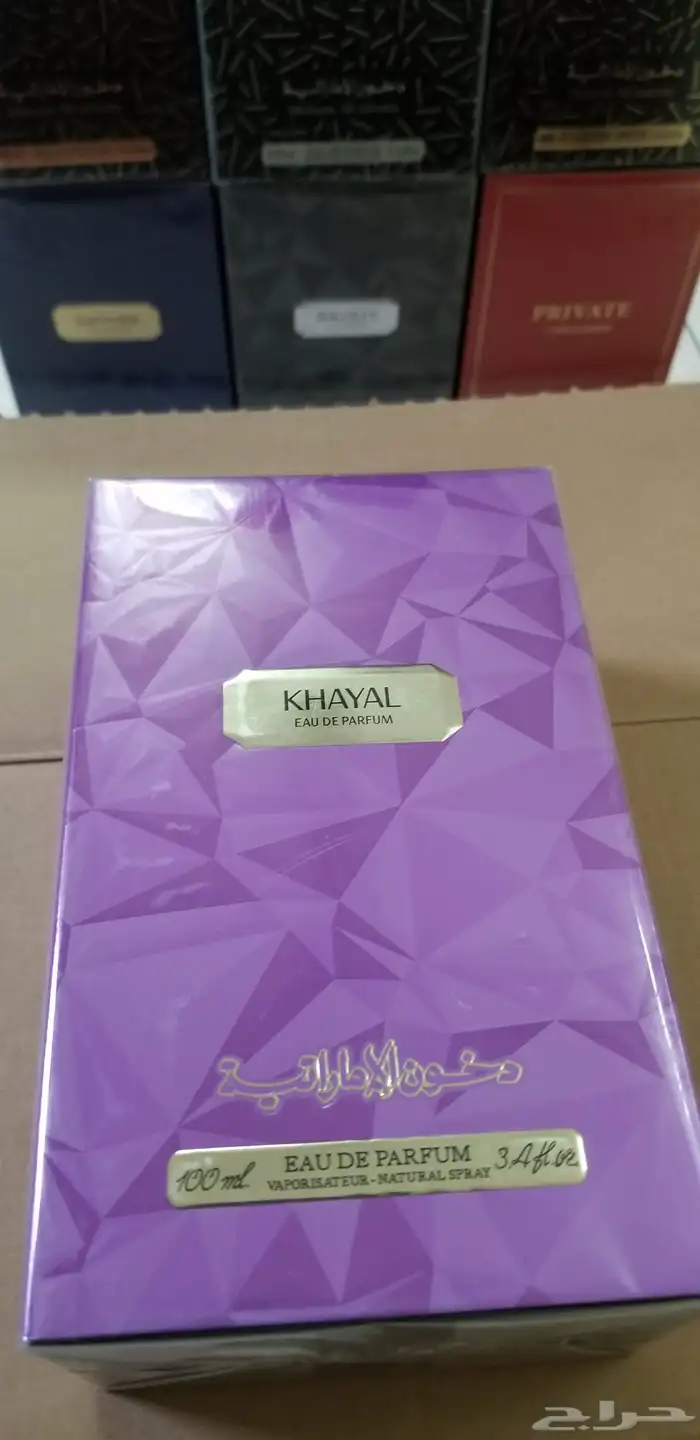 PRIVATE
KHAYAL
EAU DE PARFUM
دخون الإماراتية
100 ml EAU DE PARFUM 3.4 fl.oz
VAPORISATEUR - NATURAL SPRAY
حراج